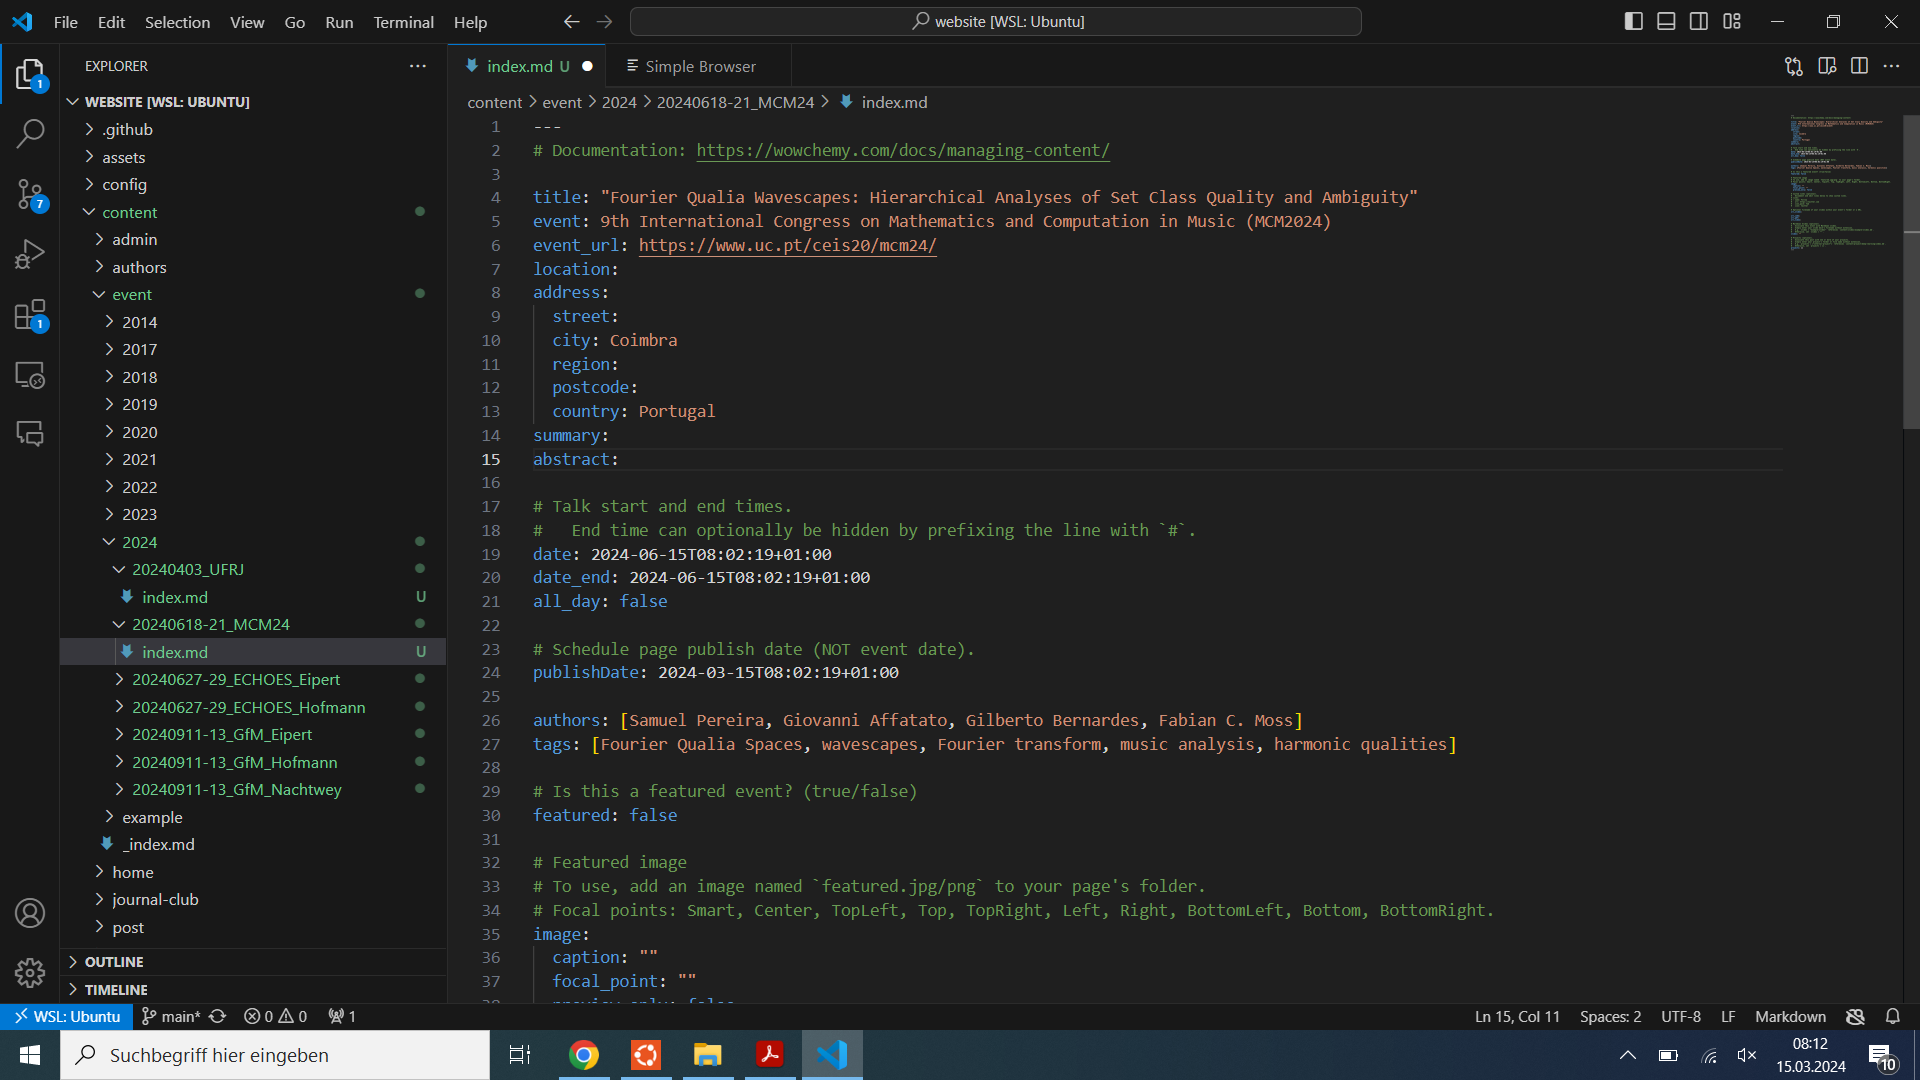 File Edit Selection View Go Run Terminal Help
website [WSL: Ubuntu]
EXPLORER
WEBSITE [WSL: UBUNTU]
.github
assets
config
content
admin
authors
event
2014
2017
2018
2019
2020
2021
2022
2023
2024
20240403_UFRJ
index.md U
20240618-21_MCM24
index.md U
20240627-29_ECHOES_Eipert
20240627-29_ECHOES_Hofmann
20240911-13_GfM_Eipert
20240911-13_GfM_Hofmann
20240911-13_GfM_Nachtwey
example
_index.md
home
journal-club
post
OUTLINE
TIMELINE
1
7
1
index.md U
Simple Browser
content > event > 2024 > 20240618-21_MCM24 > index.md
1 ---
2 # Documentation: https://wowchemy.com/docs/managing-content/
3
4 title: "Fourier Qualia Wavescapes: Hierarchical Analyses of Set Class Quality and Ambiguity"
5 event: 9th International Congress on Mathematics and Computation in Music (MCM2024)
6 event_url: https://www.uc.pt/ceis20/mcm24/
7 location:
8 address:
9 street:
10 city: Coimbra
11 region:
12 postcode:
13 country: Portugal
14 summary:
15 abstract:
16
17 # Talk start and end times.
18 #   End time can optionally be hidden by prefixing the line with `#`.
19 date: 2024-06-15T08:02:19+01:00
20 date_end: 2024-06-15T08:02:19+01:00
21 all_day: false
22
23 # Schedule page publish date (NOT event date).
24 publishDate: 2024-03-15T08:02:19+01:00
25
26 authors: [Samuel Pereira, Giovanni Affatato, Gilberto Bernardes, Fabian C. Moss]
27 tags: [Fourier Qualia Spaces, wavescapes, Fourier transform, music analysis, harmonic qualities]
28
29 # Is this a featured event? (true/false)
30 featured: false
31
32 # Featured image
33 # To use, add an image named `featured.jpg/png` to your page's folder.
34 # Focal points: Smart, Center, TopLeft, Top, TopRight, Left, Right, BottomLeft, Bottom, BottomRight.
35 image:
36 caption: ""
37 focal_point: ""
38 preview_only: false
WSL: Ubuntu main* 0 0 1
Ln 15, Col 11 Spaces: 2 UTF-8 LF Markdown
Suchbegriff hier eingeben
08:12
15.03.2024
10